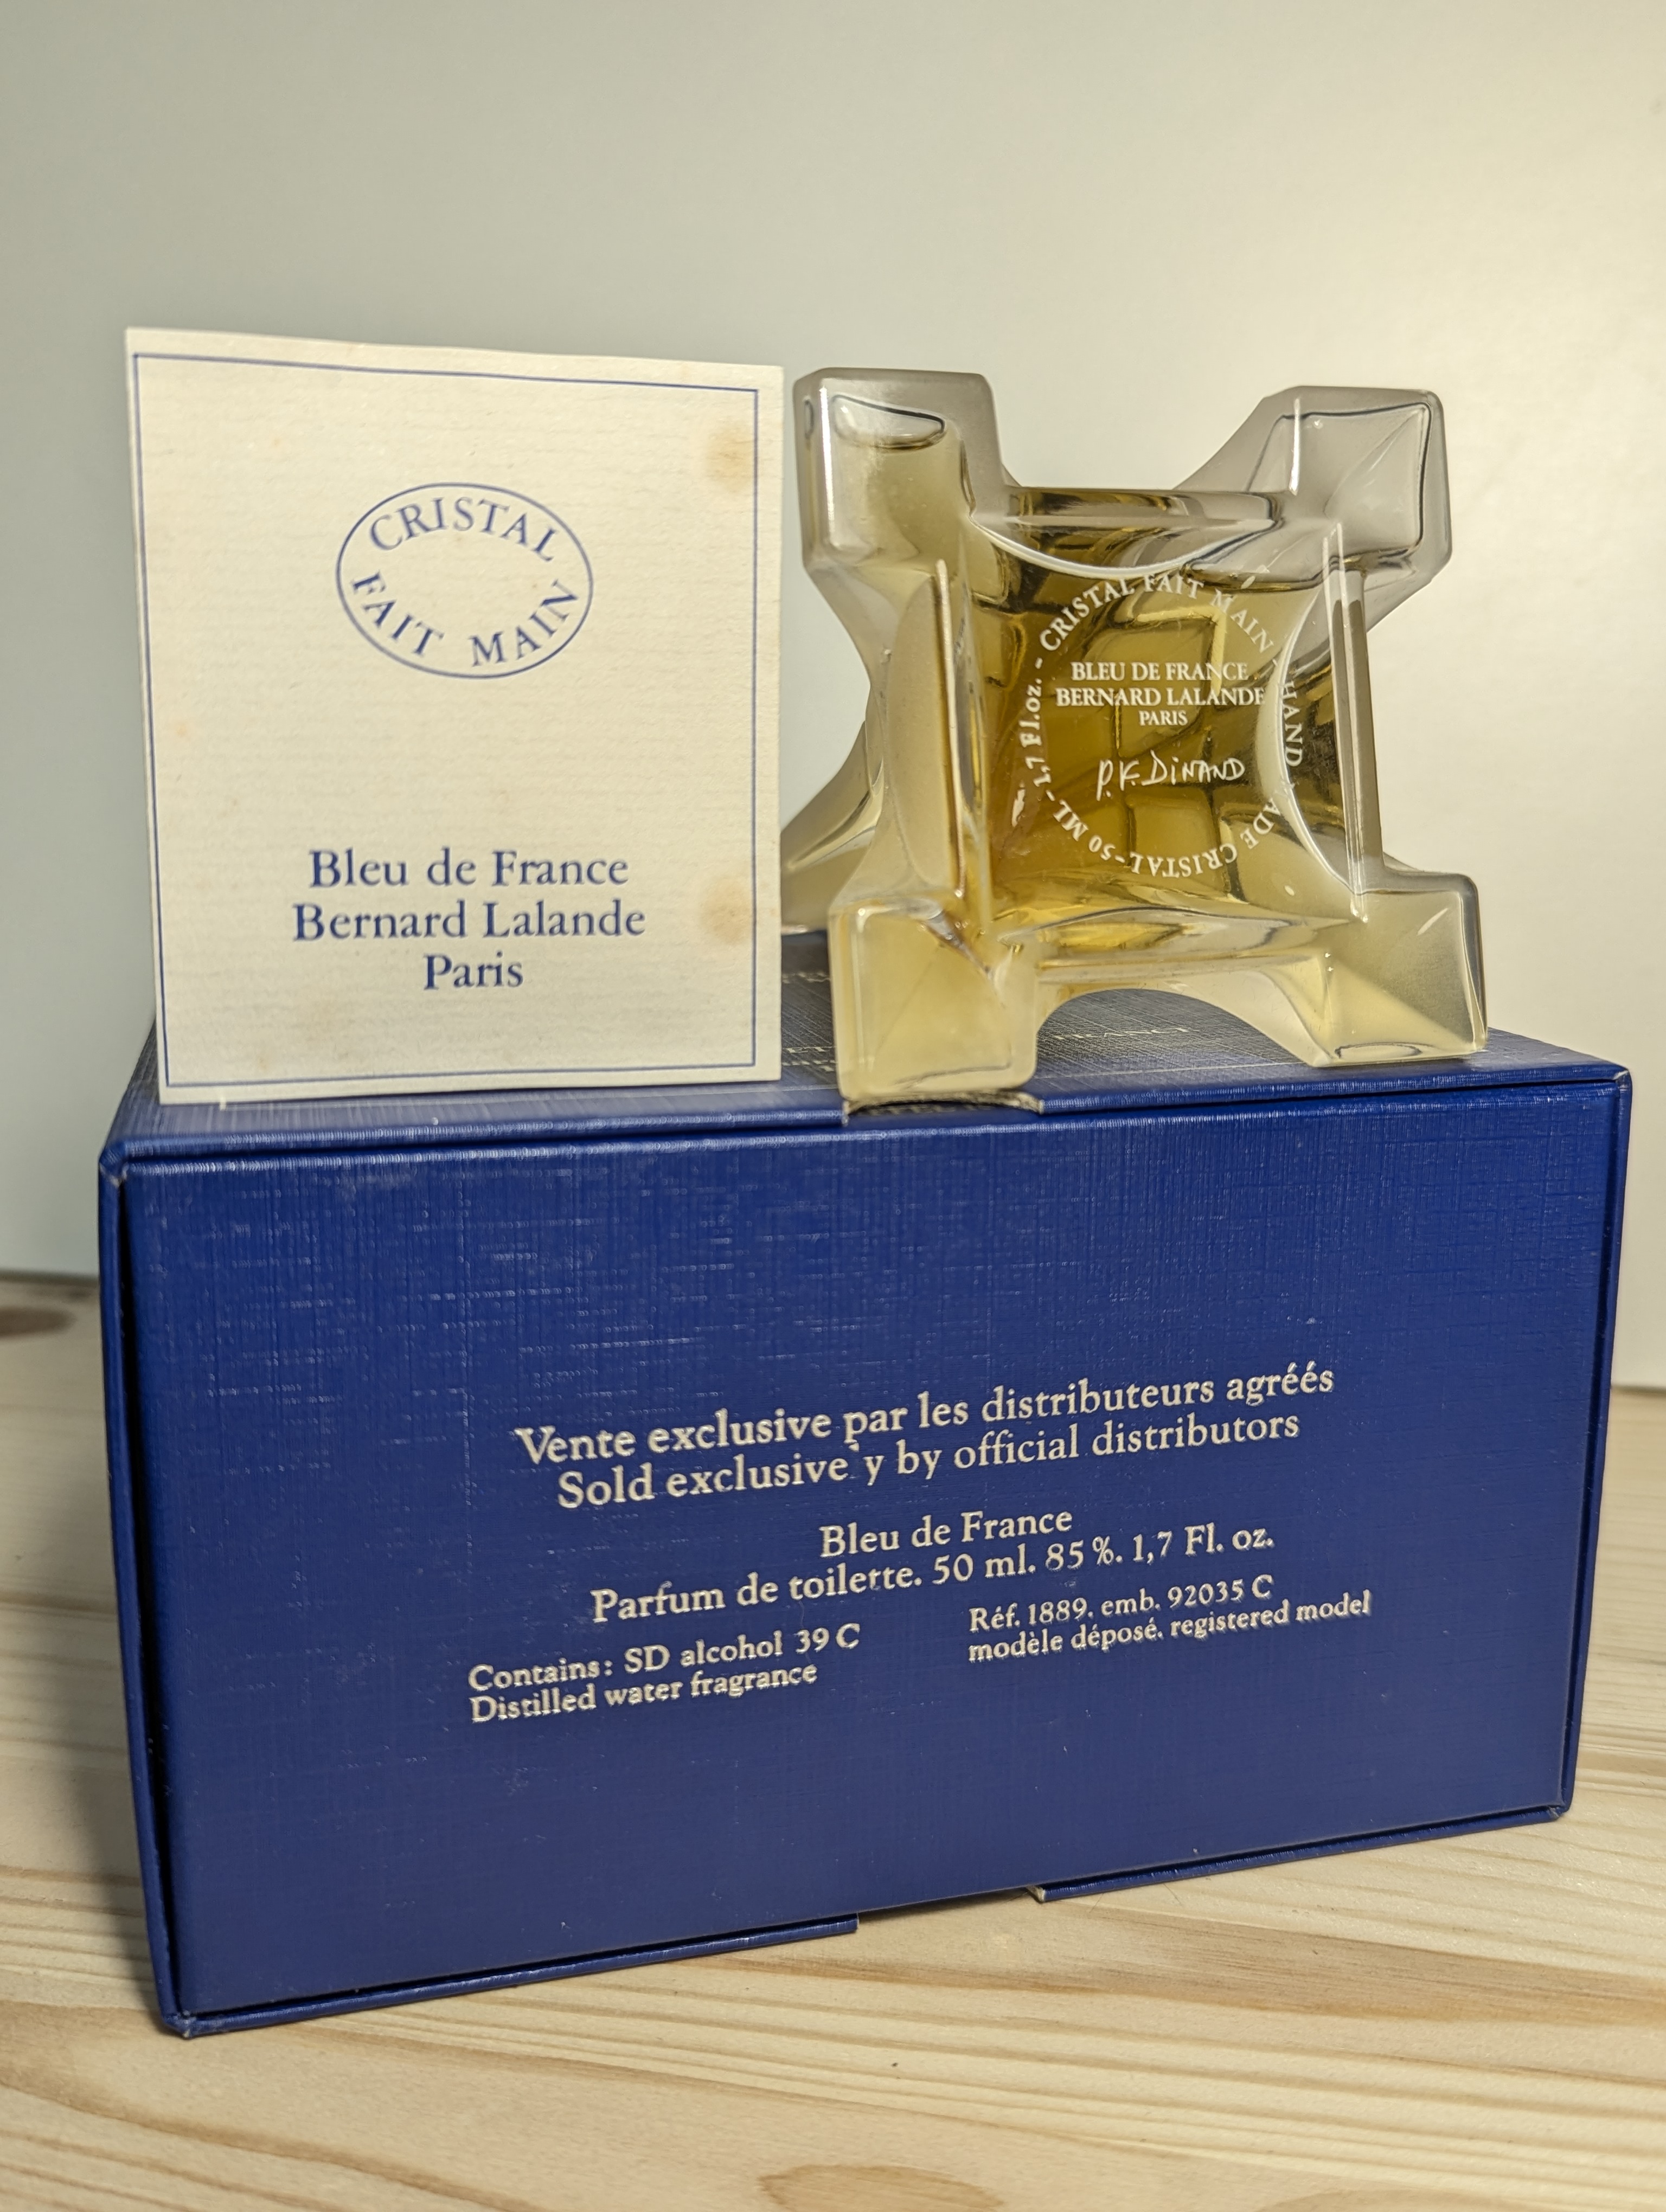 CRISTAL
FAIT MAIN
Bleu de France
Bernard Lalande
Paris
CRISTAL FAIT MAIN - HAND ADE CRISTAL - 50 ML - 1,7 Fl.oz. -
BLEU DE FRANCE
BERNARD LALANDE
PARIS
P.F. DINAND
Vente exclusive par les distributeurs agréés
Sold exclusive y by official distributors
Bleu de France
Parfum de toilette. 50 ml. 85%. 1,7 Fl. oz.
Contains: SD alcohol 39 C
Distilled water fragrance
Réf. 1889. emb. 92035 C
modèle déposé. registered model